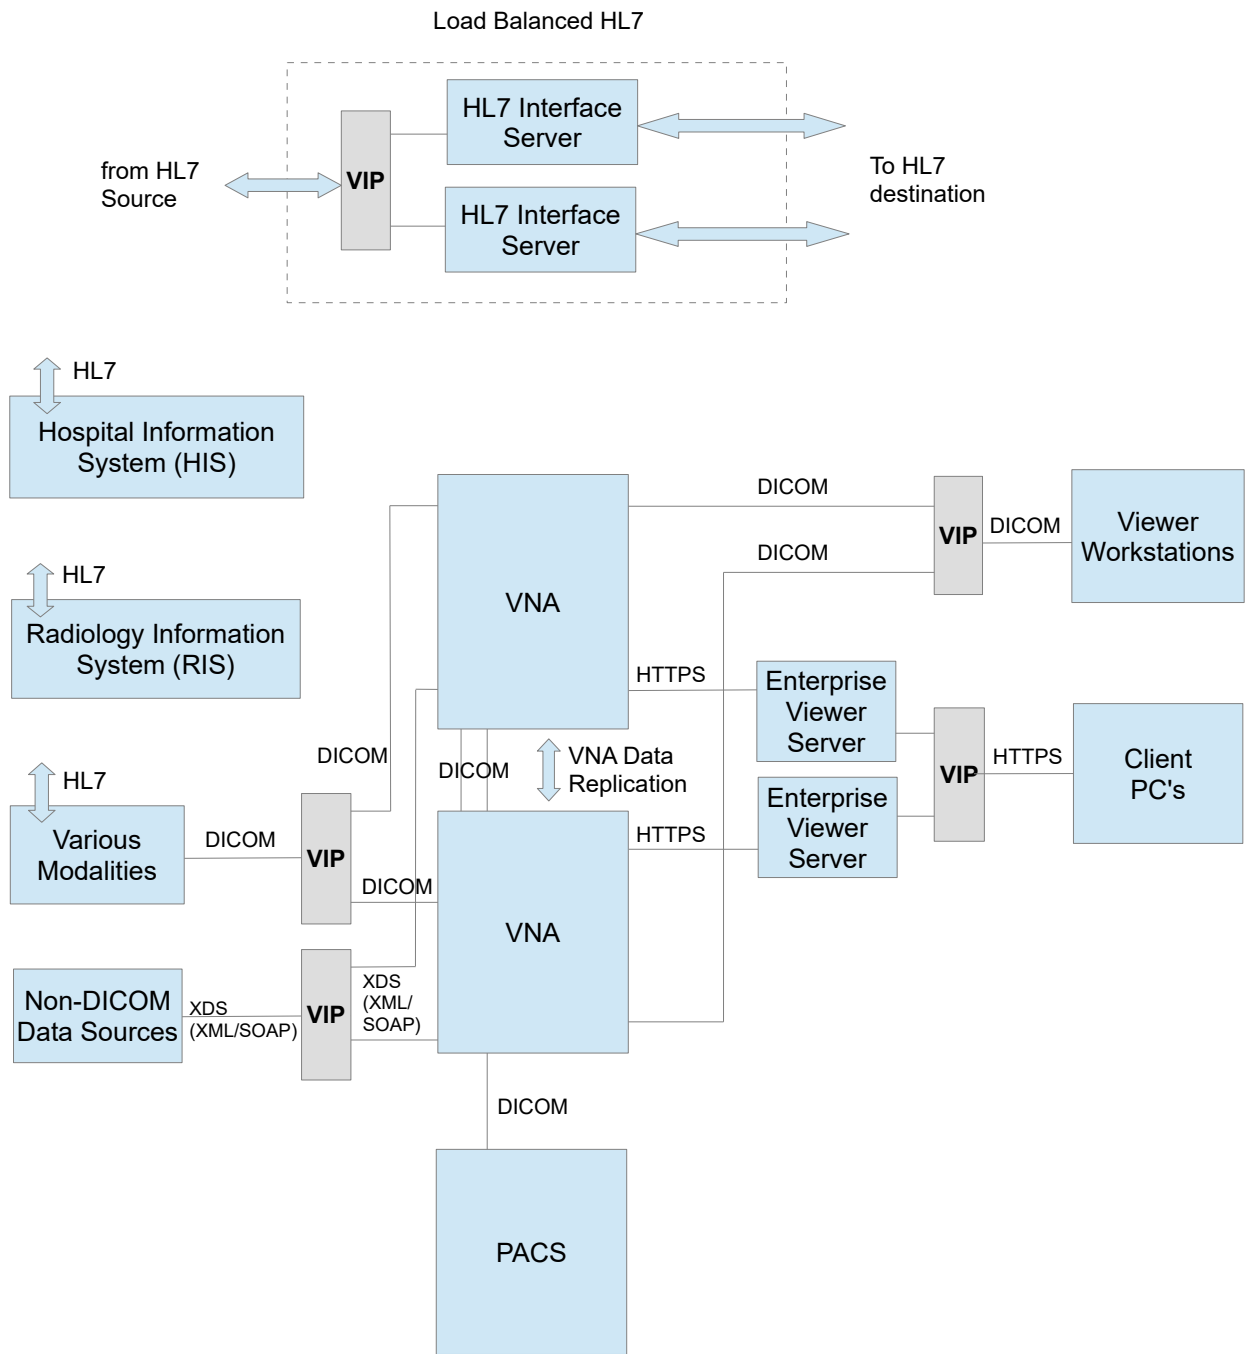 Load Balanced HL7
HL7 Interface
Server
VIP
from HL7
Source
To HL7
destination
HL7 Interface
Server
HL7
Hospital Information
System (HIS)
HL7
Radiology Information
System (RIS)
HL7
Various
Modalities
DICOM
VIP
DICOM
DICOM
Non-DICOM
Data Sources
XDS
(XML/SOAP)
VIP
XDS
(XML/
SOAP)
VNA
DICOM
VNA Data
Replication
VNA
DICOM
PACS
DICOM
DICOM
VIP
DICOM
Viewer
Workstations
HTTPS
Enterprise
Viewer
Server
HTTPS
Enterprise
Viewer
Server
VIP
HTTPS
Client
PC's